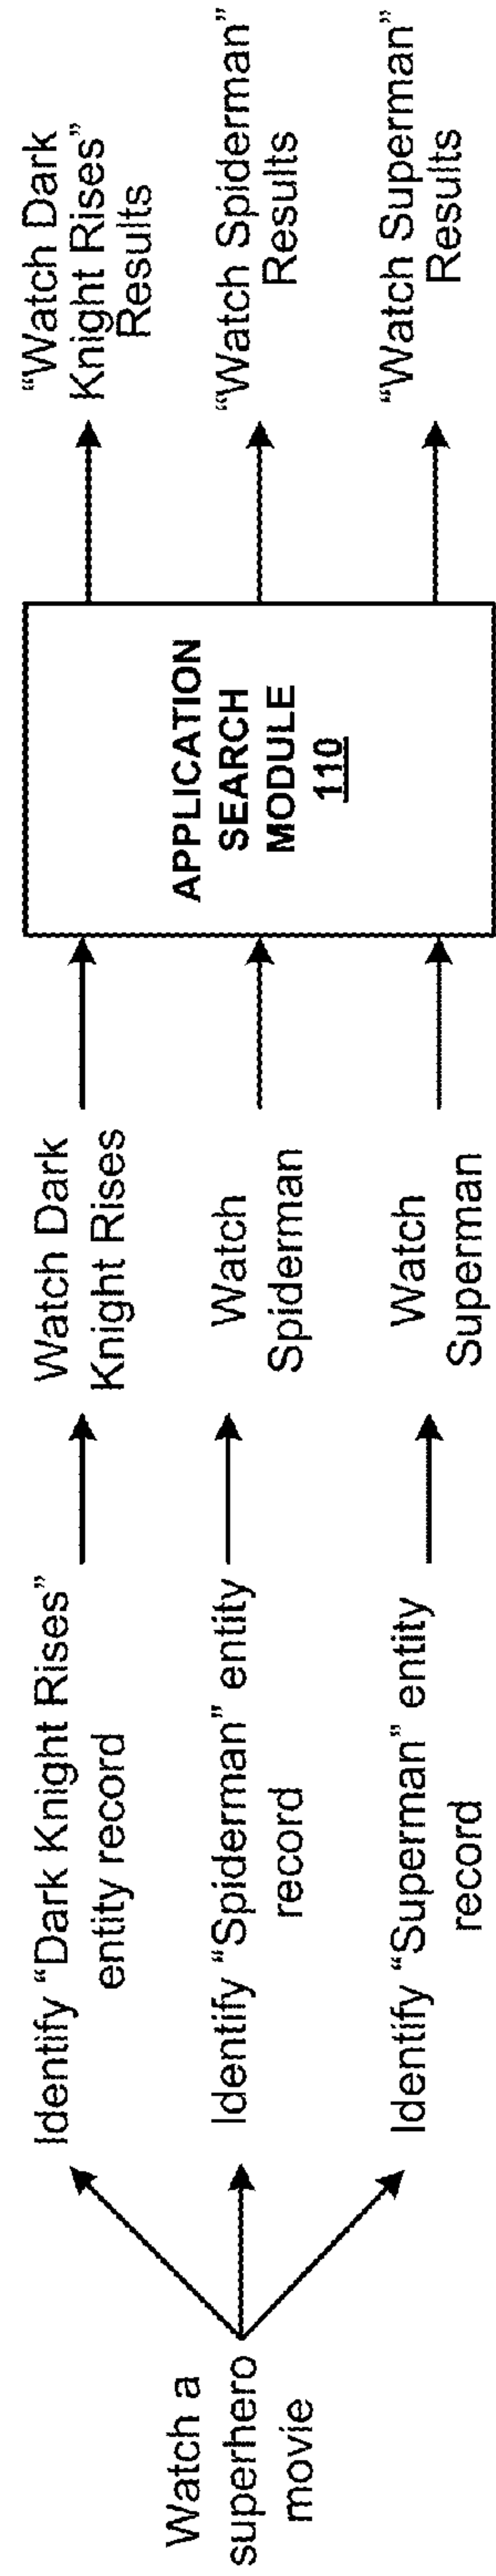 Watch a
superhero
movie
Identify “Dark Knight Rises”
entity record
Identify “Spiderman” entity
record
Identify “Superman” entity
record
Watch Dark
Knight Rises
Watch
Spiderman
Watch
Superman
APPLICATION
SEARCH
MODULE
110
“Watch Dark
Knight Rises”
Results
“Watch Spiderman”
Results
“Watch Superman”
Results